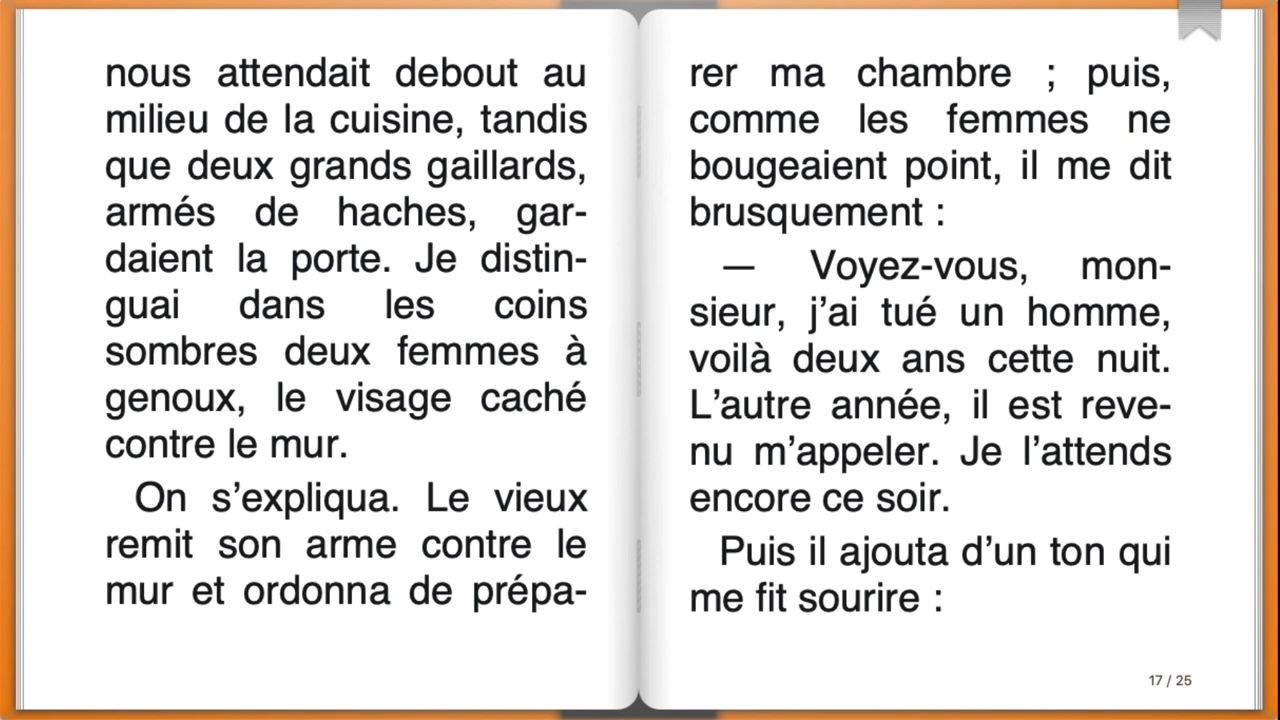 nous attendait debout au
milieu de la cuisine, tandis
que deux grands gaillards,
armés de haches, gar-
daient la porte. Je distin-
guai dans les coins
sombres deux femmes à
genoux, le visage caché
contre le mur.
On s’expliqua. Le vieux
remit son arme contre le
mur et ordonna de prépa-
rer ma chambre ; puis,
comme les femmes ne
bougeaient point, il me dit
brusquement :
— Voyez-vous, mon-
sieur, j’ai tué un homme,
voilà deux ans cette nuit.
L’autre année, il est reve-
nu m’appeler. Je l’attends
encore ce soir.
Puis il ajouta d’un ton qui
me fit sourire :
17 / 25